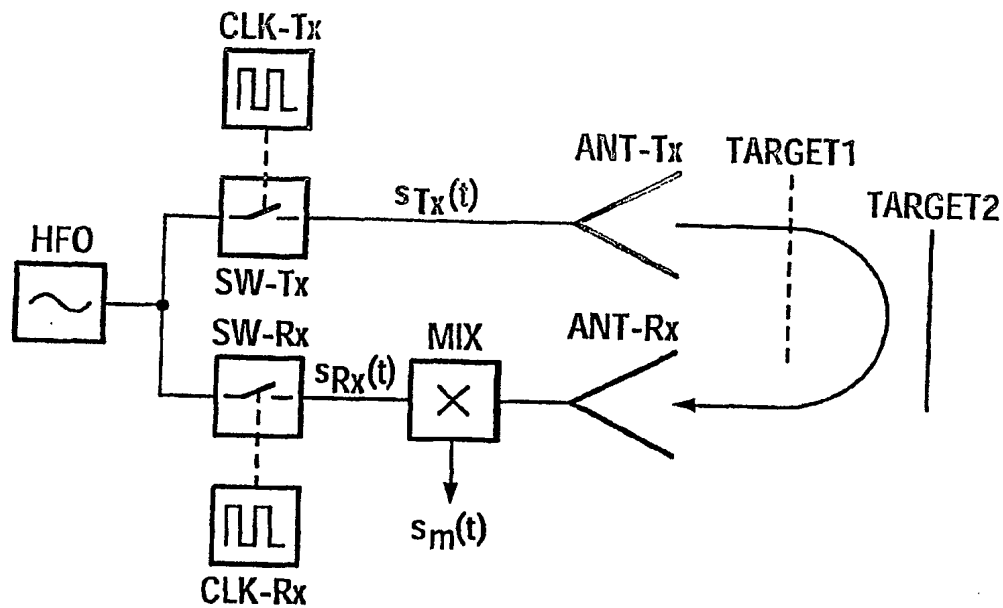 CLK-Tx
ANT-Tx
TARGET1
sTx(t)
TARGET2
HFO
SW-Tx
SW-Rx
MIX
ANT-Rx
sRx(t)
sm(t)
CLK-Rx